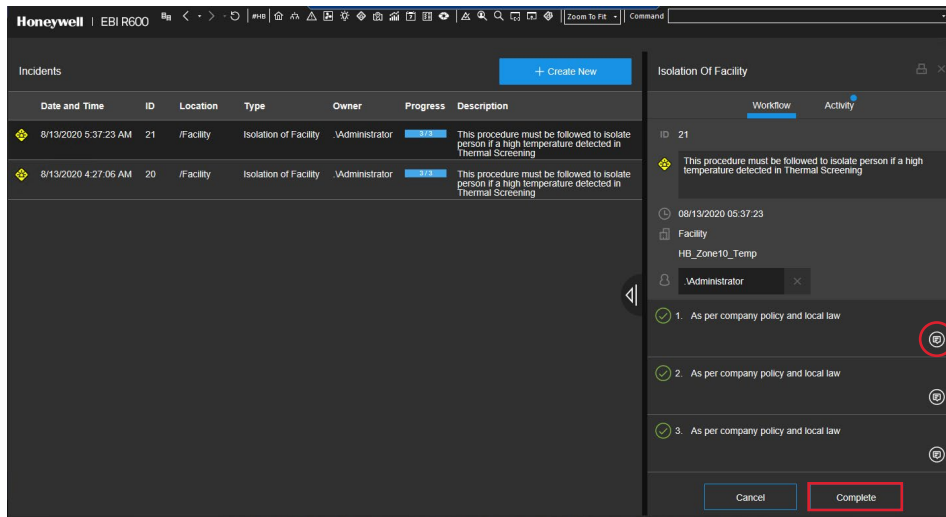 Honeywell | EBI R600
Zoom To Fit
Command
Incidents
+ Create New
Date and Time ID Location Type Owner Progress Description
8/13/2020 5:37:23 AM 21 /Facility Isolation of Facility .\Administrator 3/3 This procedure must be followed to isolate
person if a high temperature detected in
Thermal Screening
8/13/2020 4:27:06 AM 20 /Facility Isolation of Facility .\Administrator 3/3 This procedure must be followed to isolate
person if a high temperature detected in
Thermal Screening
Isolation Of Facility
Workflow Activity
ID 21
This procedure must be followed to isolate person if a high
temperature detected in Thermal Screening
08/13/2020 05:37:23
Facility
HB_Zone10_Temp
.\Administrator
1. As per company policy and local law
2. As per company policy and local law
3. As per company policy and local law
Cancel Complete